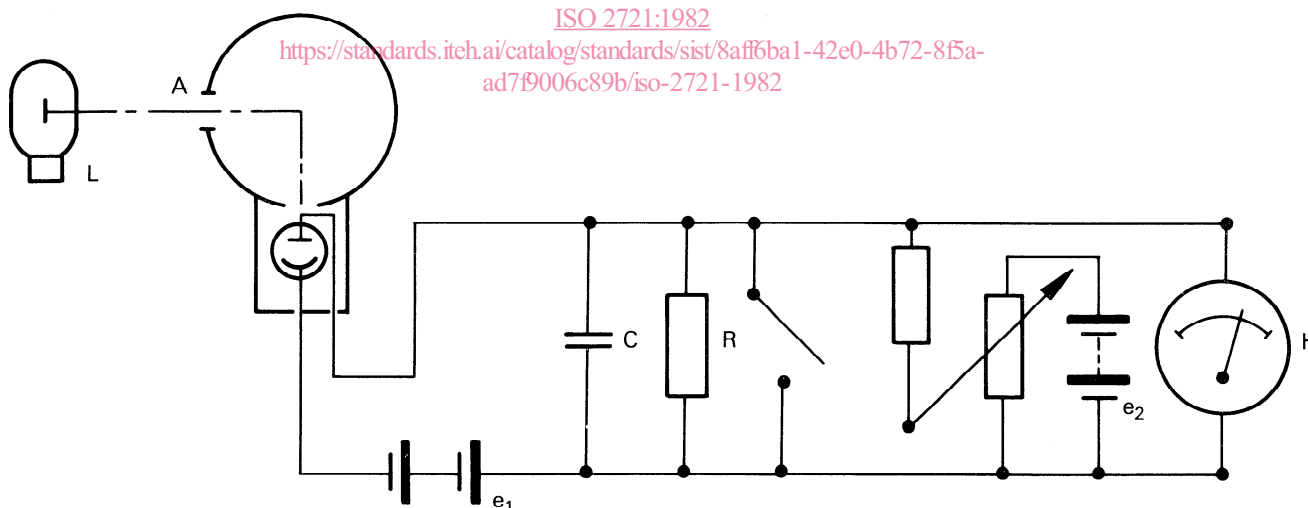 ISO 2721:1982
https://standards.iteh.ai/catalog/standards/sist/8aff6ba1-42e0-4b72-8f5a-
ad7f9006c89b/iso-2721-1982
A
L
C
R
H
e₂
e₁